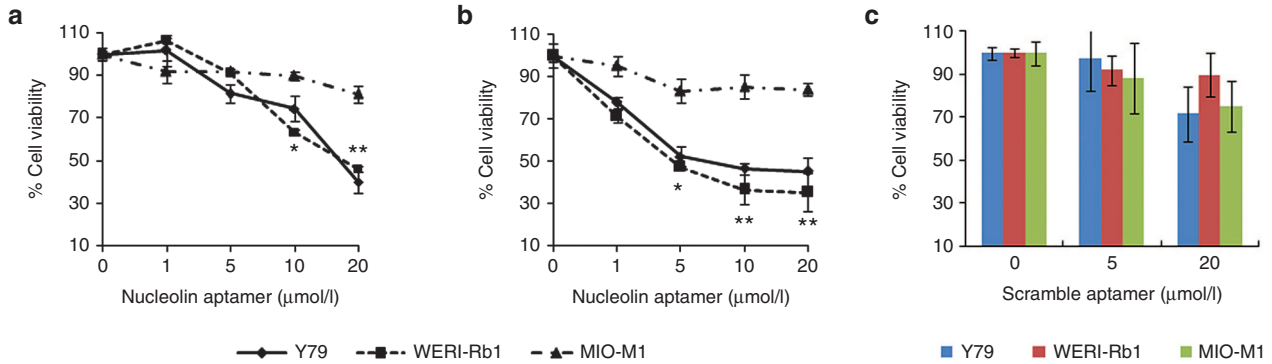 a
110
90
70
50
30
10
% Cell viability
*
**
0 1 5 10 20
Nucleolin aptamer (μmol/l)
b
110
90
70
50
30
10
% Cell viability
*
**
**
0 1 5 10 20
Nucleolin aptamer (μmol/l)
Y79 WERI-Rb1 MIO-M1
c
110
90
70
50
30
10
% Cell viability
0 5 20
Scramble aptamer (μmol/l)
Y79 WERI-Rb1 MIO-M1